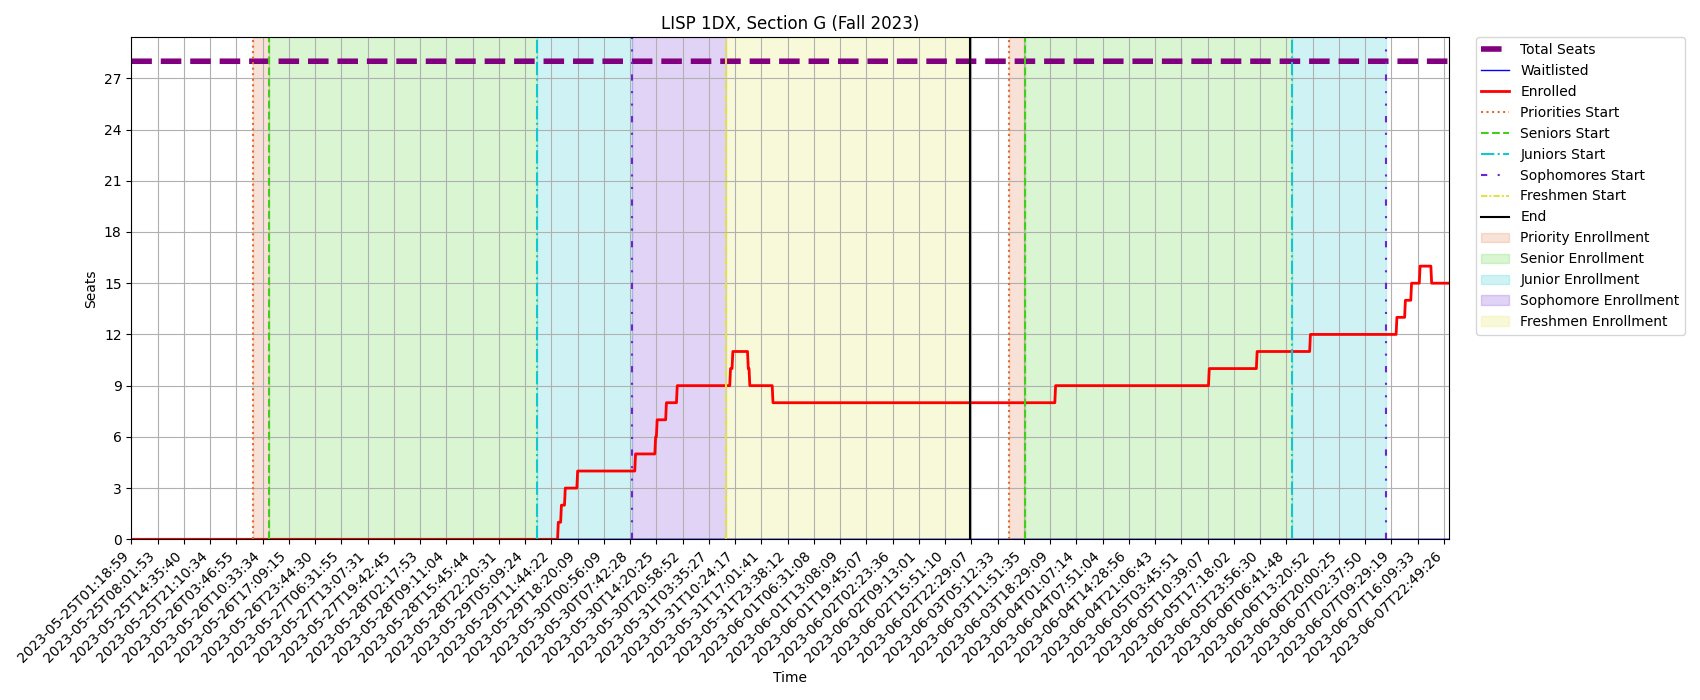 LISP 1DX, Section G (Fall 2023)
Seats
27
24
21
18
15
12
9
6
3
0
2023-05-25T01:18:59
2023-05-25T08:01:53
2023-05-25T14:35:40
2023-05-25T21:10:34
2023-05-26T03:46:55
2023-05-26T10:33:34
2023-05-26T17:09:15
2023-05-26T23:44:30
2023-05-27T06:31:55
2023-05-27T13:07:31
2023-05-27T19:42:45
2023-05-28T02:17:53
2023-05-28T09:11:04
2023-05-28T15:45:44
2023-05-28T22:20:31
2023-05-29T05:09:24
2023-05-29T11:44:22
2023-05-29T18:20:09
2023-05-30T00:56:09
2023-05-30T07:42:28
2023-05-30T14:20:25
2023-05-30T20:58:52
2023-05-31T03:35:27
2023-05-31T10:24:17
2023-05-31T17:01:41
2023-05-31T23:38:12
2023-06-01T06:31:08
2023-06-01T13:08:09
2023-06-01T19:45:07
2023-06-02T02:23:36
2023-06-02T09:13:01
2023-06-02T15:51:10
2023-06-02T22:29:07
2023-06-03T05:12:33
2023-06-03T11:51:35
2023-06-03T18:29:09
2023-06-04T01:07:14
2023-06-04T07:51:04
2023-06-04T14:28:56
2023-06-04T21:06:43
2023-06-05T03:45:51
2023-06-05T10:39:07
2023-06-05T17:18:02
2023-06-05T23:56:30
2023-06-06T06:41:48
2023-06-06T13:20:52
2023-06-06T20:00:25
2023-06-07T02:37:50
2023-06-07T09:29:19
2023-06-07T16:09:33
2023-06-07T22:49:26
Time
Total Seats
Waitlisted
Enrolled
Priorities Start
Seniors Start
Juniors Start
Sophomores Start
Freshmen Start
End
Priority Enrollment
Senior Enrollment
Junior Enrollment
Sophomore Enrollment
Freshmen Enrollment